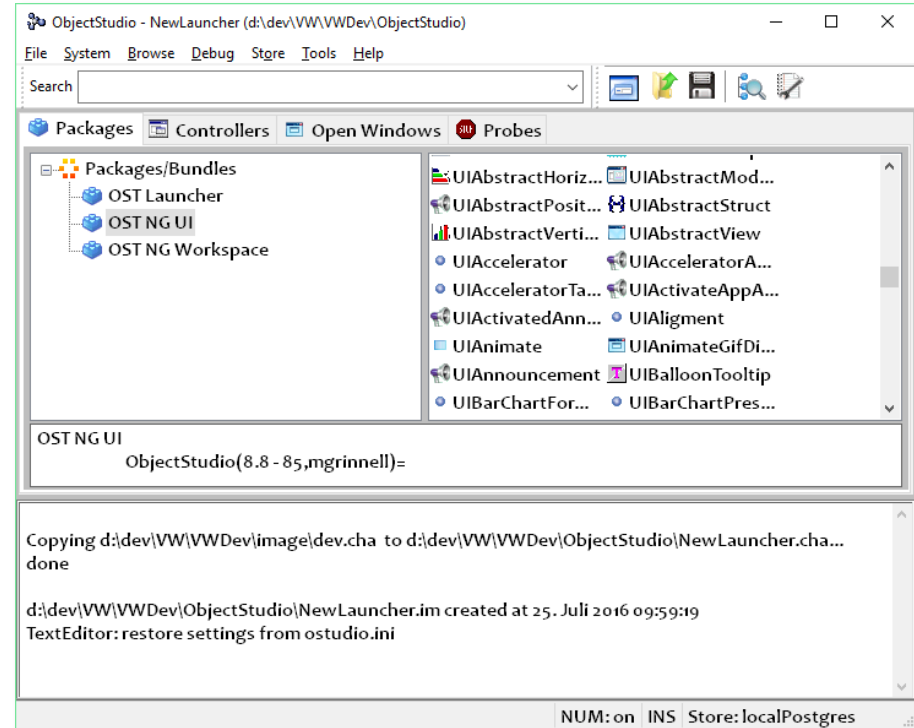 ObjectStudio - NewLauncher (d:\dev\VW\VWDev\ObjectStudio)
File System Browse Debug Store Tools Help
Search
Packages Controllers Open Windows Probes
Packages/Bundles
OST Launcher
OST NG UI
OST NG Workspace
UIAbstractHoriz... UIAbstractMod...
UIAbstractPosit... UIAbstractStruct
UIAbstractVerti... UIAbstractView
UIAccelerator UIAcceleratorA...
UIAcceleratorTa... UIActivateAppA...
UIActivatedAnn... UIAligment
UIAnimate UIAnimateGifDi...
UIAnnouncement UIBalloonTooltip
UIBarChartFor... UIBarChartPres...
OST NG UI
ObjectStudio(8.8 - 85,mgrinnell)=
Copying d:\dev\VW\VWDev\image\dev.cha to d:\dev\VW\VWDev\ObjectStudio\NewLauncher.cha...
done
d:\dev\VW\VWDev\ObjectStudio\NewLauncher.im created at 25. Juli 2016 09:59:19
TextEditor: restore settings from ostudio.ini
NUM: on INS Store: localPostgres